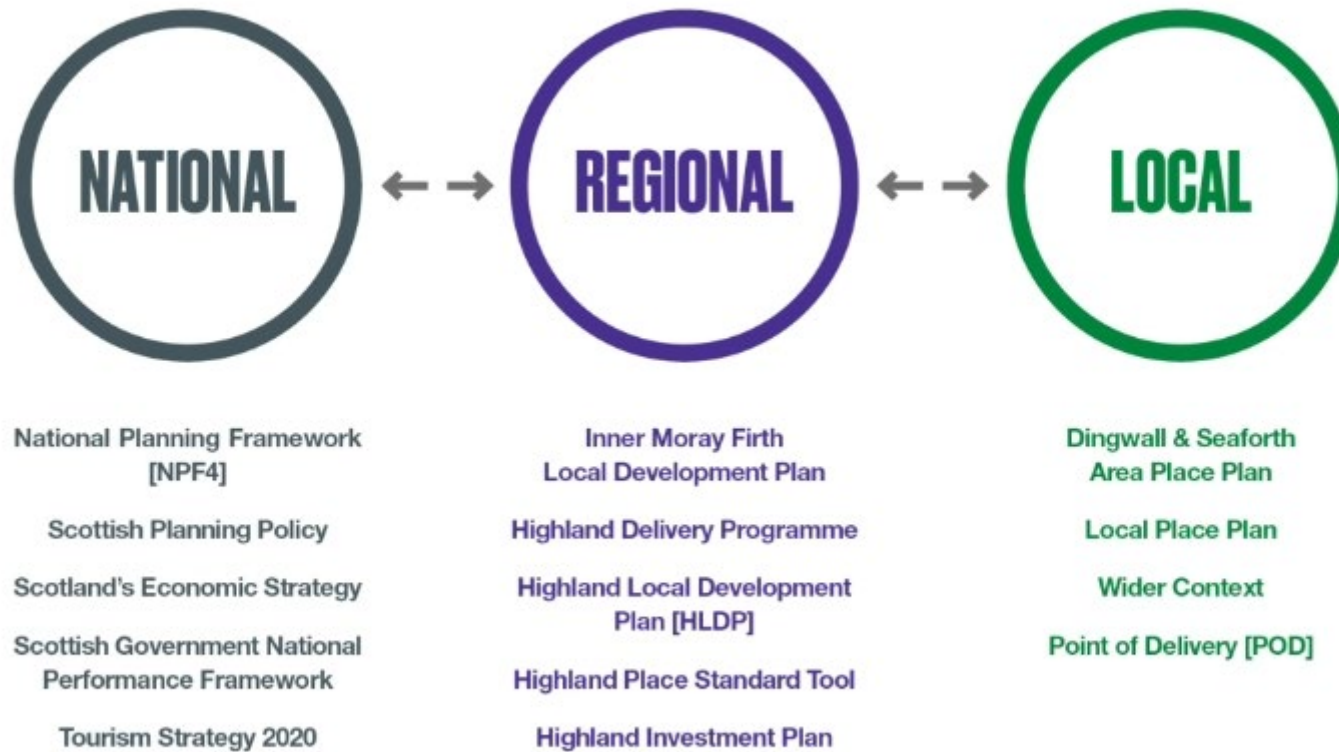 NATIONAL
REGIONAL
LOCAL
National Planning Framework
[NPF4]
Scottish Planning Policy
Scotland's Economic Strategy
Scottish Government National
Performance Framework
Tourism Strategy 2020
Inner Moray Firth
Local Development Plan
Highland Delivery Programme
Highland Local Development
Plan [HLDP]
Highland Place Standard Tool
Highland Investment Plan
Dingwall & Seaforth
Area Place Plan
Local Place Plan
Wider Context
Point of Delivery [POD]